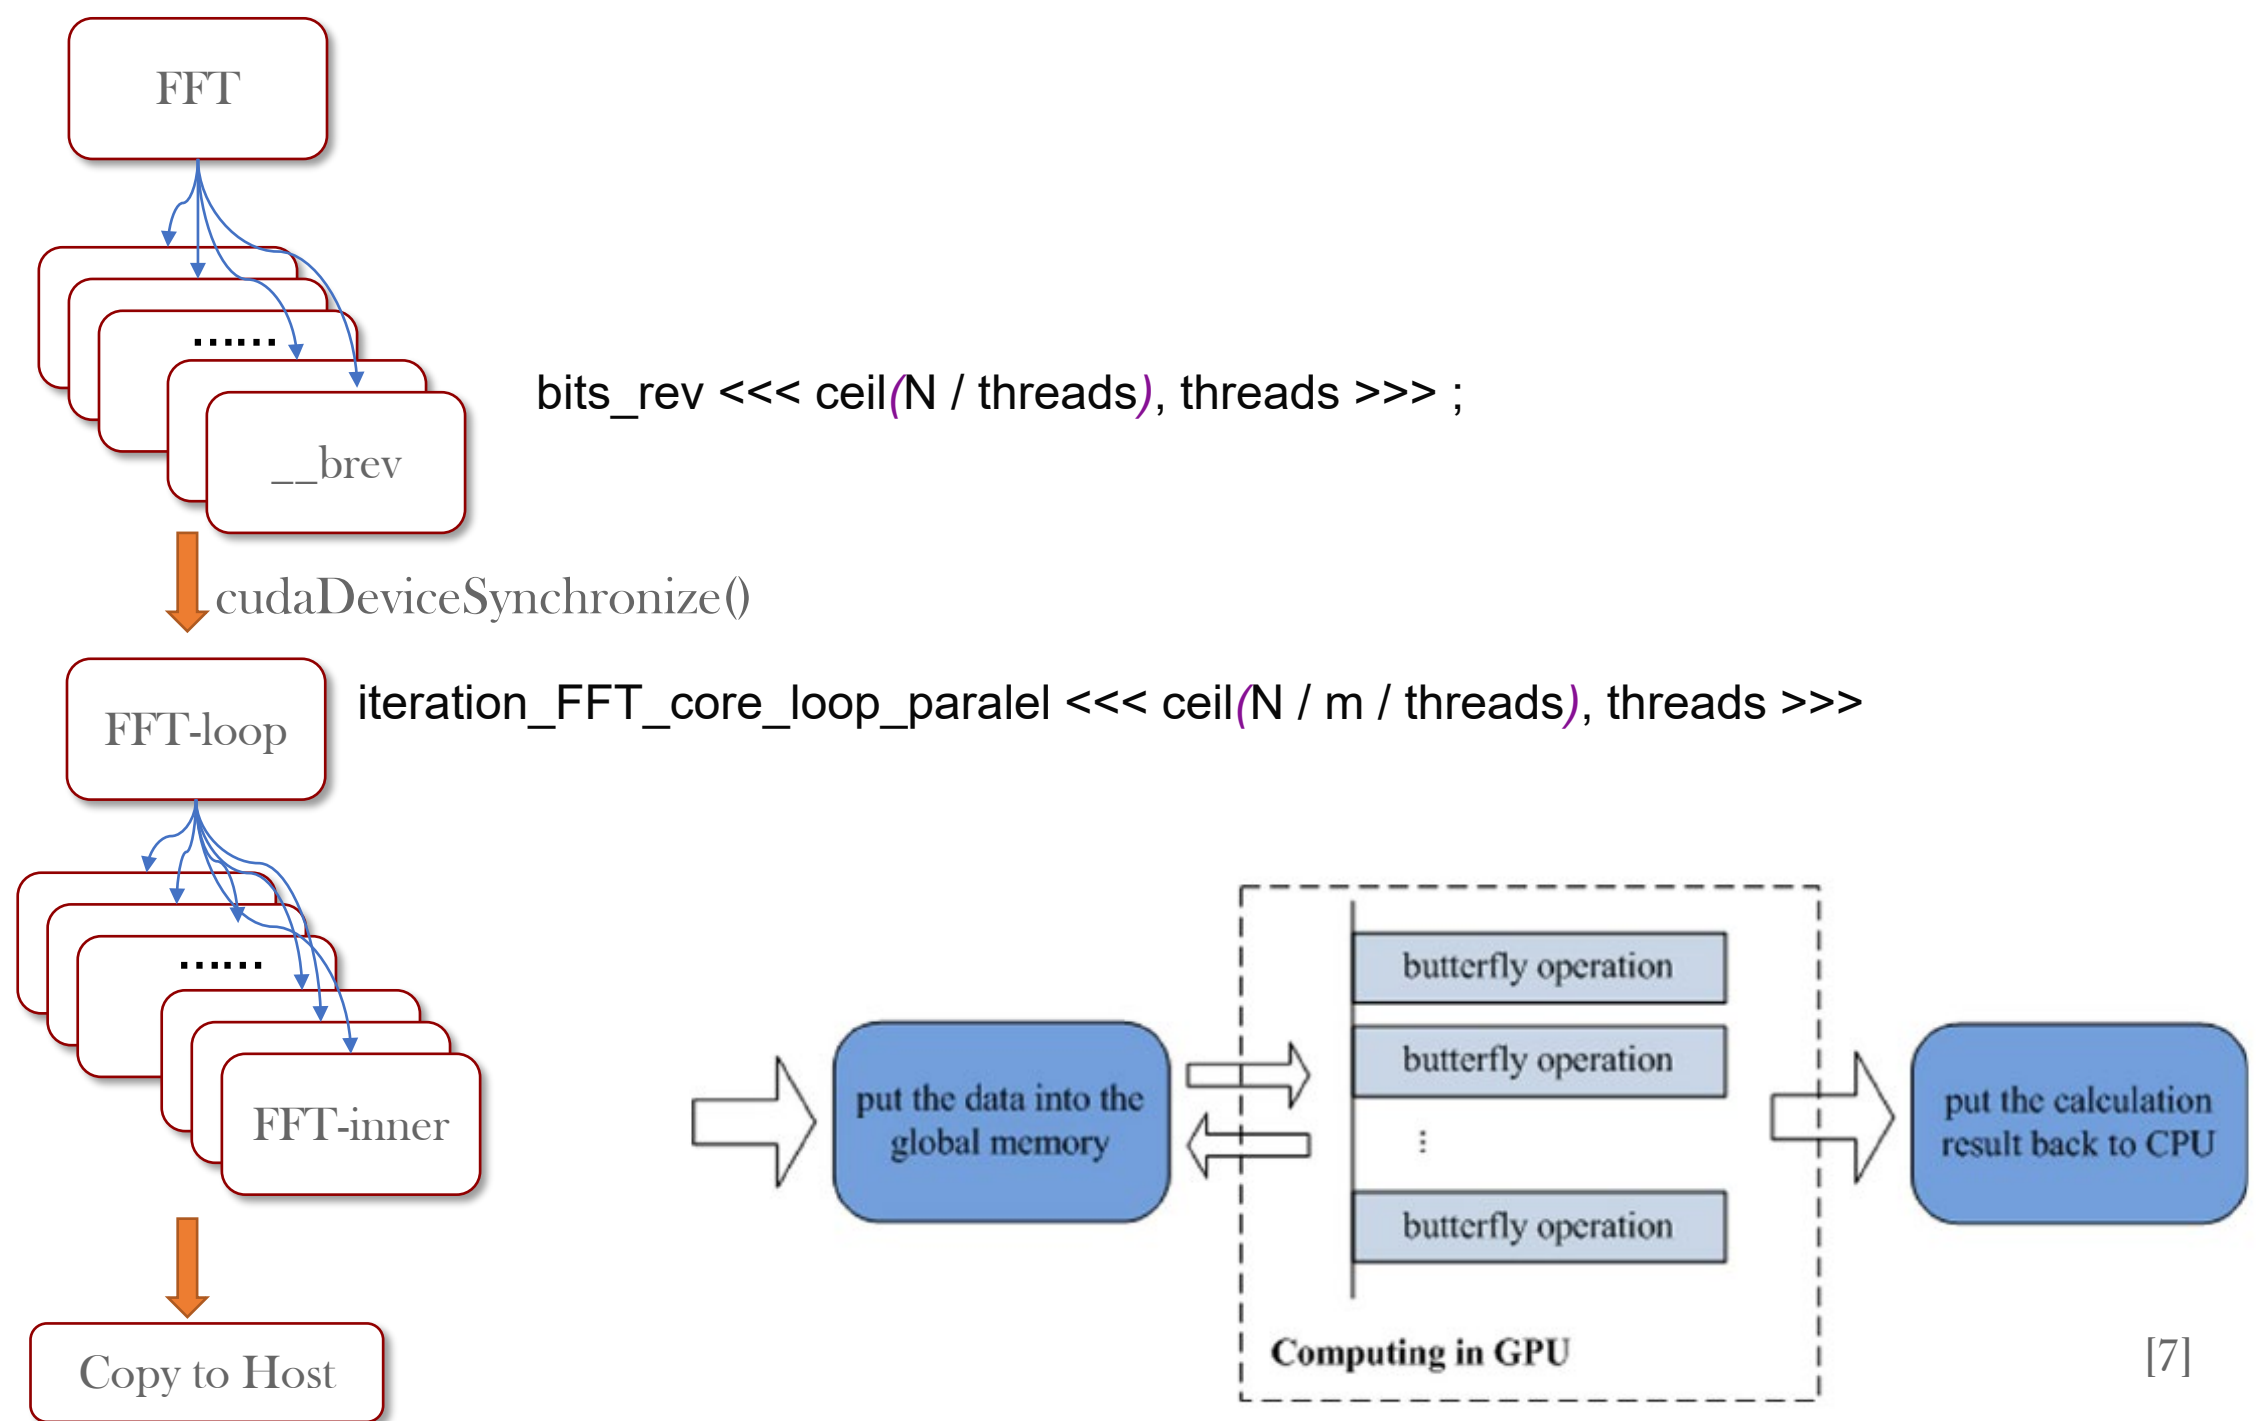 FFT
......
__brev
bits_rev <<< ceil(N / threads), threads >>> ;
cudaDeviceSynchronize()
FFT-loop
iteration_FFT_core_loop_paralel <<< ceil(N / m / threads), threads >>>
......
FFT-inner
Copy to Host
put the data into the
global memory
butterfly operation
butterfly operation
⋮
butterfly operation
Computing in GPU
put the calculation
result back to CPU
[7]